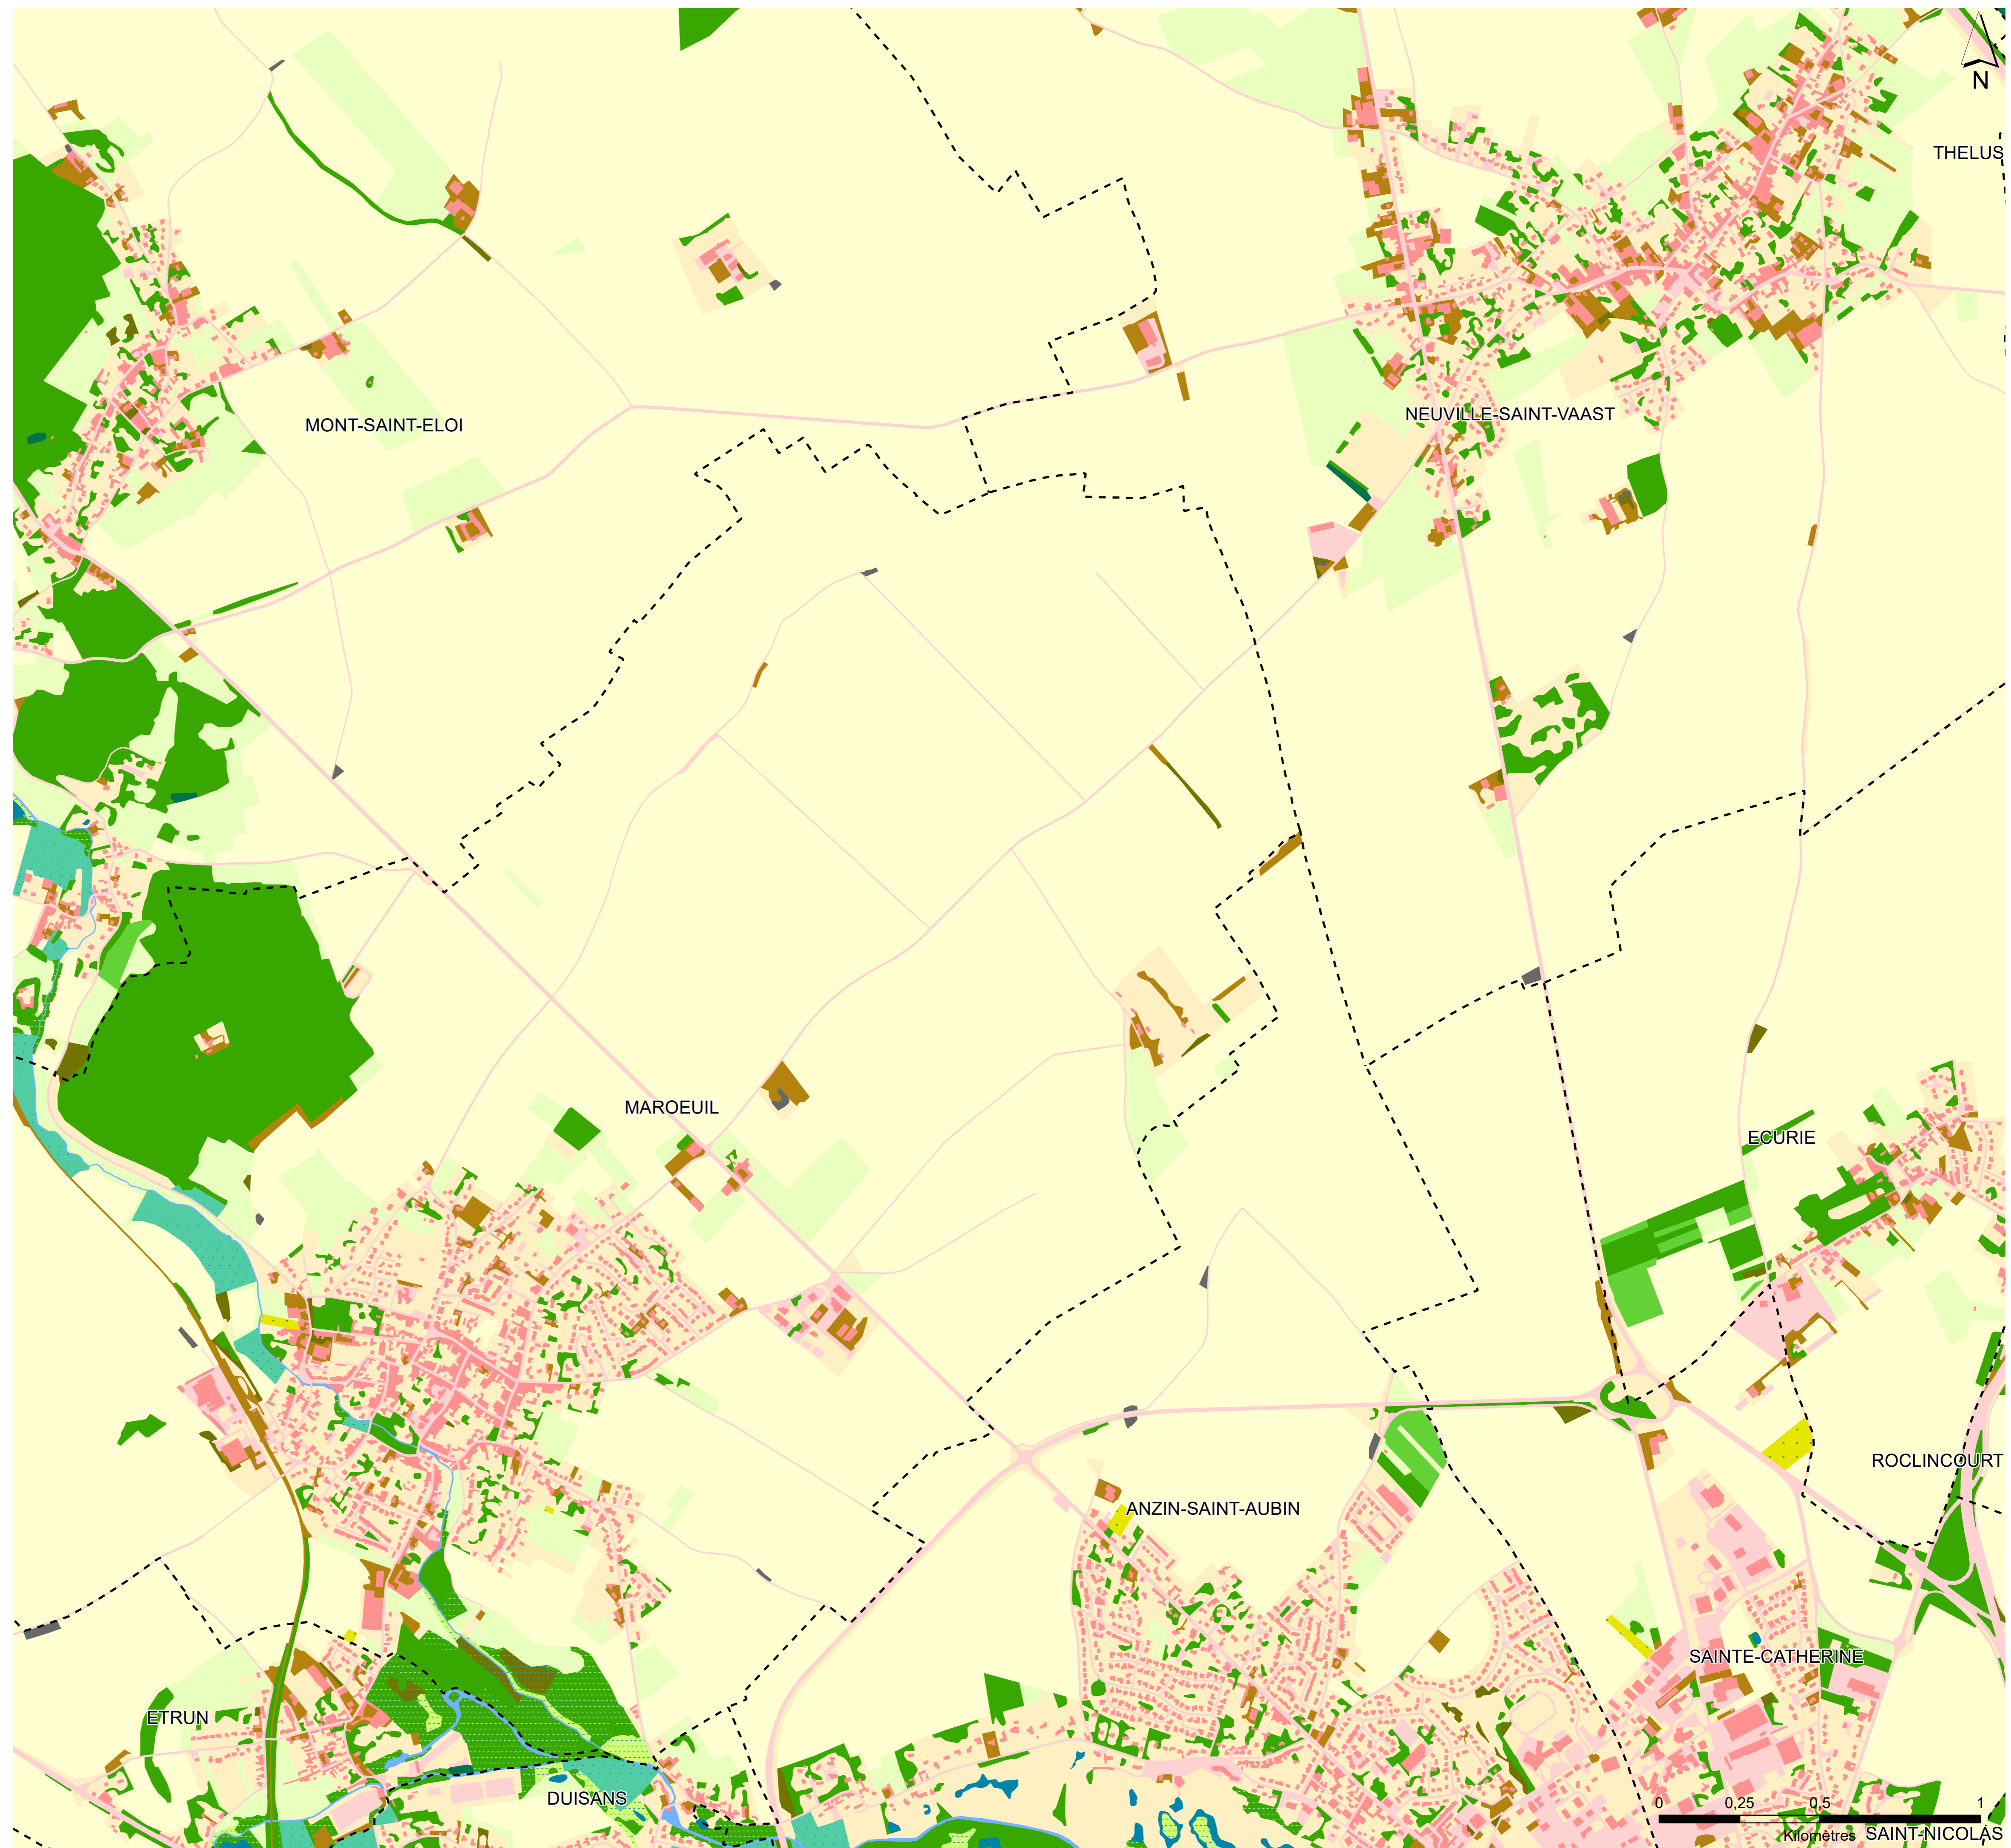 N
THELUS
NEUVILLE-SAINT-VAAST
MONT-SAINT-ELOI
MAROEUIL
ECURIE
ROCLINCOURT
ANZIN-SAINT-AUBIN
SAINTE-CATHERINE
ETRUN
DUISANS
0 0,25 0,5 1
Kilomètres
SAINT-NICOLAS